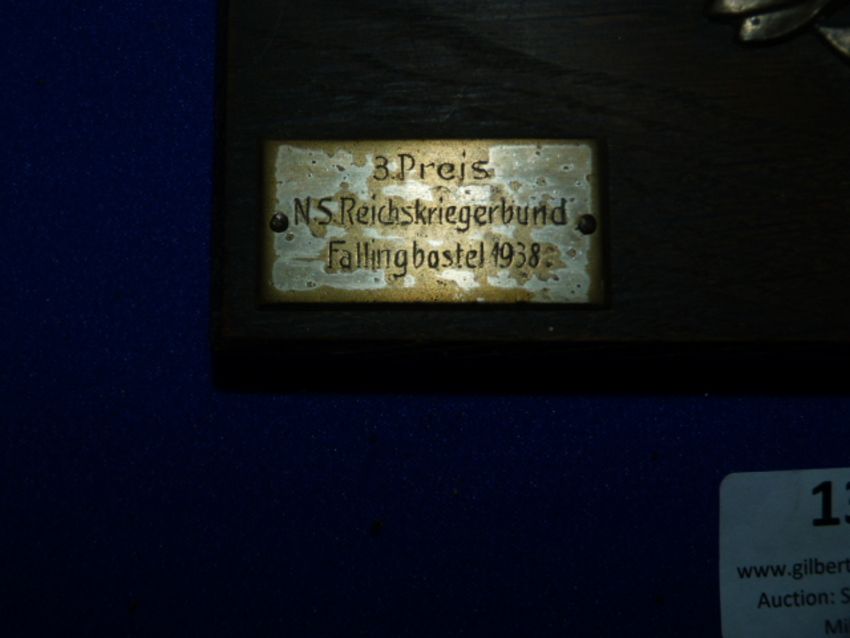 3. Preis
N.S. Reichskriegerbund
Fallingbostel 1938.
13
www.gilbert
Auction: S
Mi